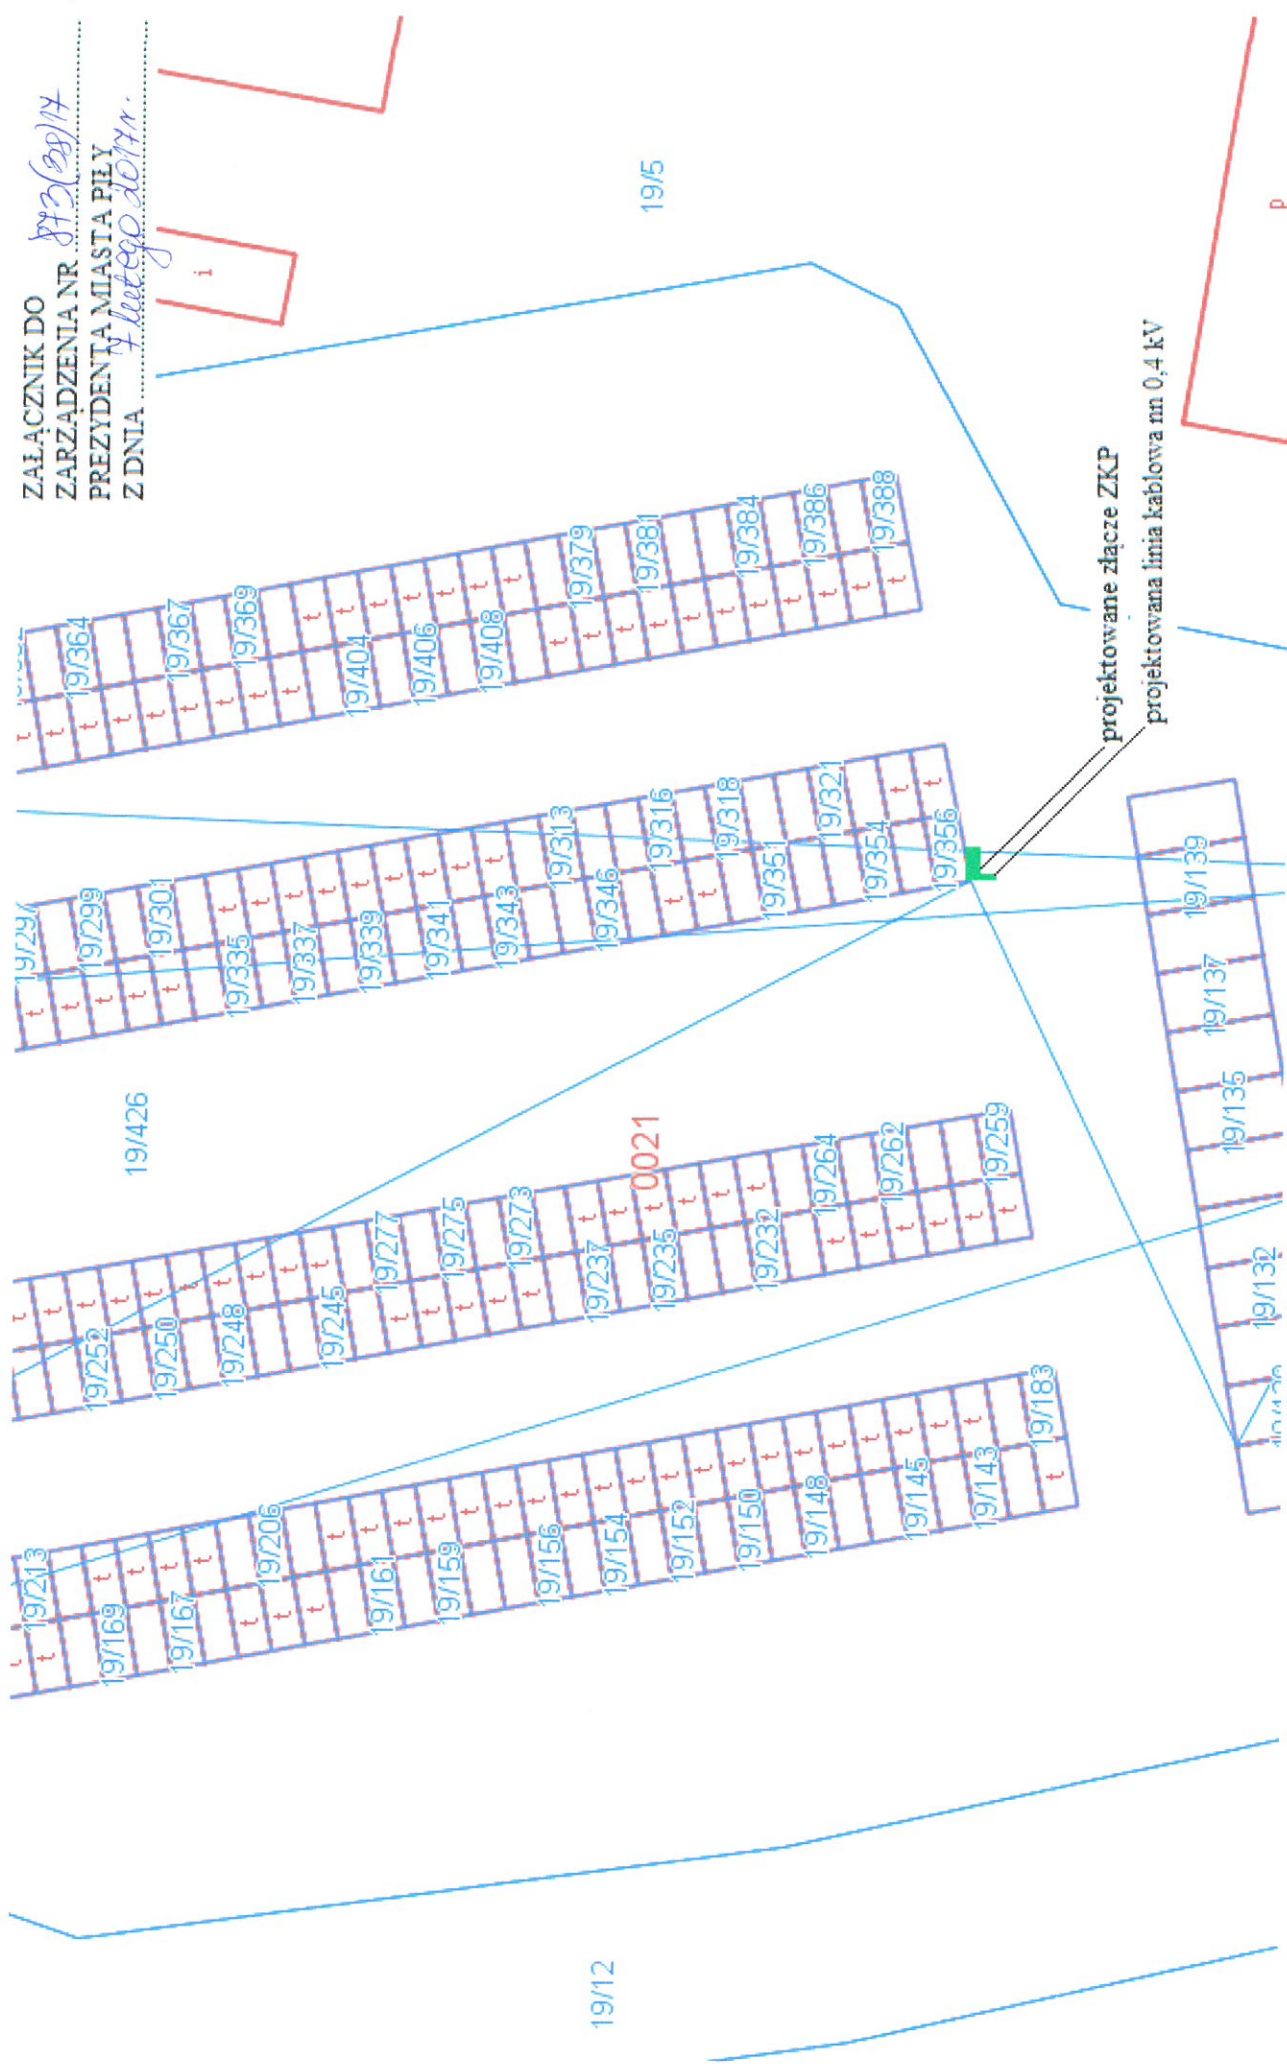 ZAŁĄCZNIK DO
ZARZĄDZENIA NR 873(38)17
PREZYDENTA MIASTA PIŁY
Z DNIA 7 lutego 2017r.
i
19/5
p
19/364
19/367
19/369
19/379
19/381
19/384
19/386
19/388
t t t t t t t
t t t t t t t t t
19/404
19/406
19/408
t t t t t t t t t t t
projektowane złącze ZKP
projektowana linia kablowa nn 0,4 kV
19/297
19/299
19/301
t t t t t t t
19/313
19/316
19/318
19/321
t t
t t t t t
19/335
19/337
19/339
19/341
19/343
19/346
t t t
19/351
19/354
19/356
19/426
0021
t t t t t t t t t t
19/277
19/275
19/273
t t t t t t
19/264
19/262
19/259
19/252
19/250
19/248
19/245
t t t t t
19/237
19/235
19/232
t t t t t t
19/139
19/137
19/135
19/132
19/213
t t t t
19/206
t t t t t t t t t t t t t t t t t t t t
19/183
t t
19/169
19/167
t t t
19/161
19/159
19/156
19/154
19/152
19/150
19/148
19/145
19/143
t
19/12